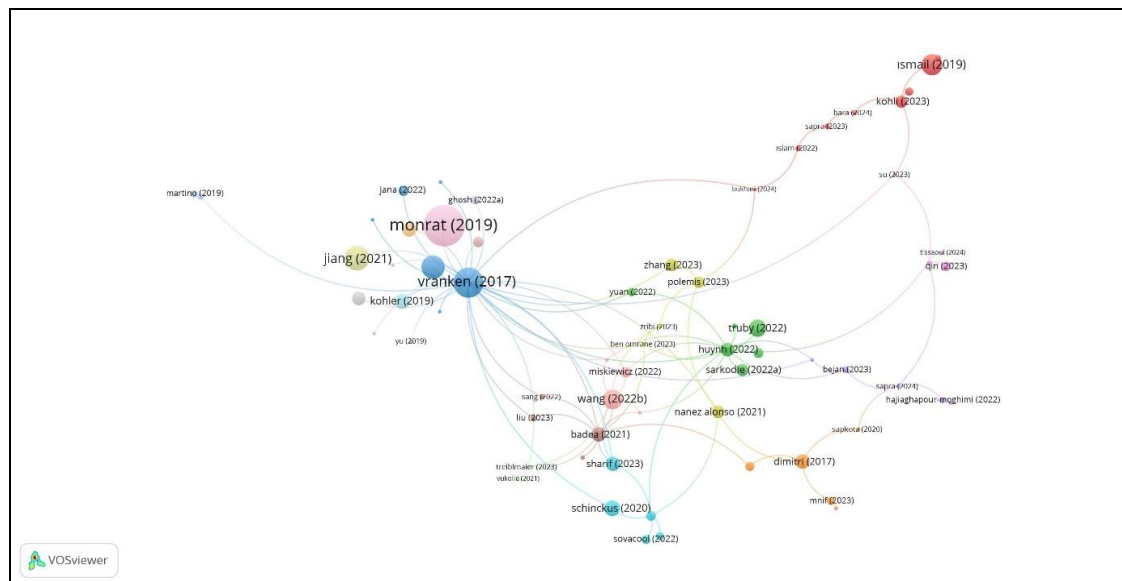 ısmail (2019)
kohli (2023)
bara (2024)
sapra (2023)
ıslam (2022)
su (2023)
martino (2019)
jana (2022)
bukhari (2024)
ghosh (2022a)
monrat (2019)
tissaoui (2024)
jiang (2021)
zhang (2023)
qin (2023)
vranken (2017)
polemis (2023)
yuan (2022)
kohler (2019)
zribi (2023)
truby (2022)
yu (2019)
ben omrane (2023)
huynh (2022)
miskiewicz (2022)
sarkodie (2022a)
bejan (2023)
sapra (2024)
sang (2022)
wang (2022b)
hajiaghapour-moghimi (2022)
liu (2023)
nanez alonso (2021)
badea (2021)
sapkota (2020)
treiblmaier (2023)
sharif (2023)
dimitri (2017)
vukolic (2021)
mnif (2023)
schinckus (2020)
sovacool (2022)
VOSviewer